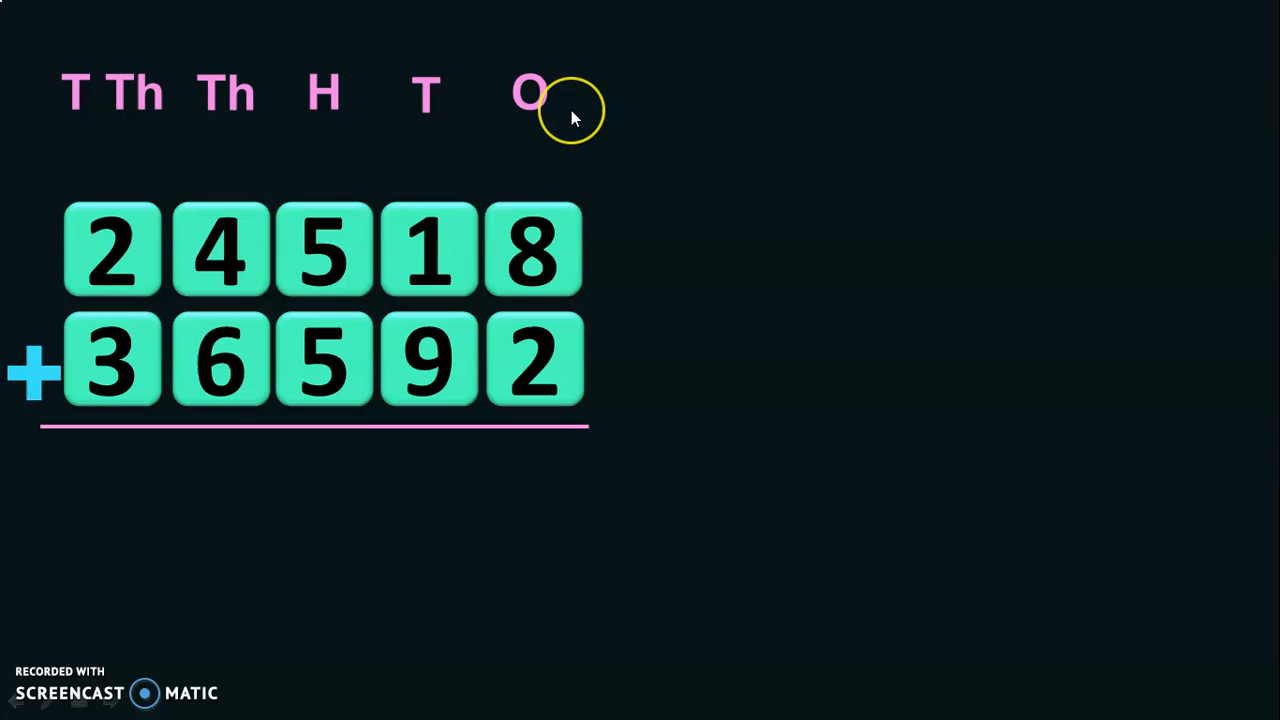 T Th Th H T O
2 4 5 1 8
+ 3 6 5 9 2
RECORDED WITH
SCREENCAST MATIC